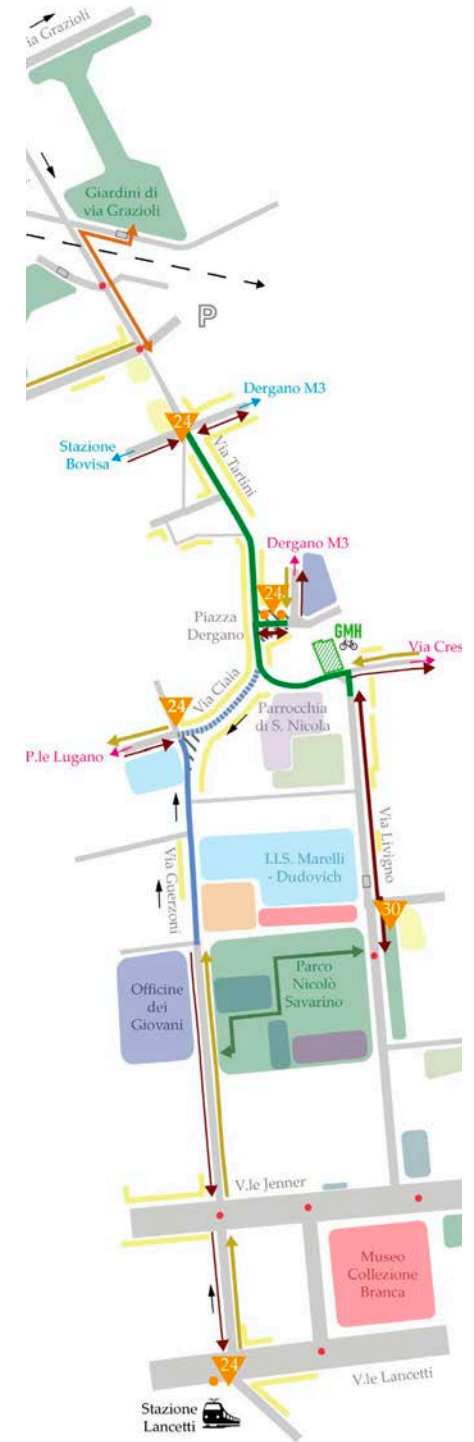 via Grazioli
Giardini di
via Grazioli
P
24
Dergano M3
Stazione
Bovisa
Via Tartini
Dergano M3
24
Piazza
Dergano
GMH
Via Cres
Via Ciaia
24
Parrocchia
di S. Nicola
P.le Lugano
Via Livigno
Via Guerzoni
I.I.S. Marelli
- Dudovich
30
Parco
Nicolò
Savarino
Officine
dei
Giovani
V.le Jenner
Museo
Collezione
Branca
24
V.le Lancetti
Stazione
Lancetti